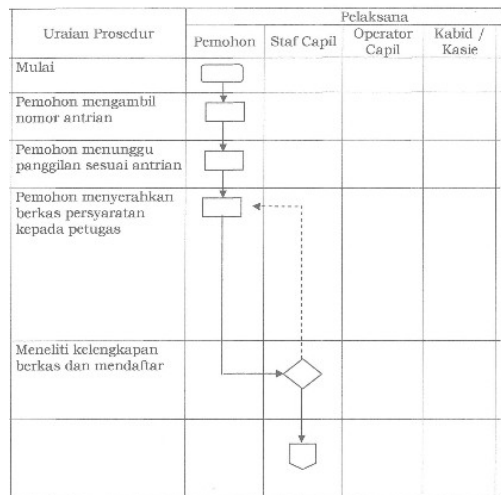 Uraian Prosedur
Pelaksana
Pemohon
Staf Capil
Operator
Capil
Kabid /
Kasie
Mulai
Pemohon mengambil
nomor antrian
Pemohon menunggu
panggilan sesuai antrian
Pemohon menyerahkan
berkas persyaratan
kepada petugas
Meneliti kelengkapan
berkas dan mendaftar